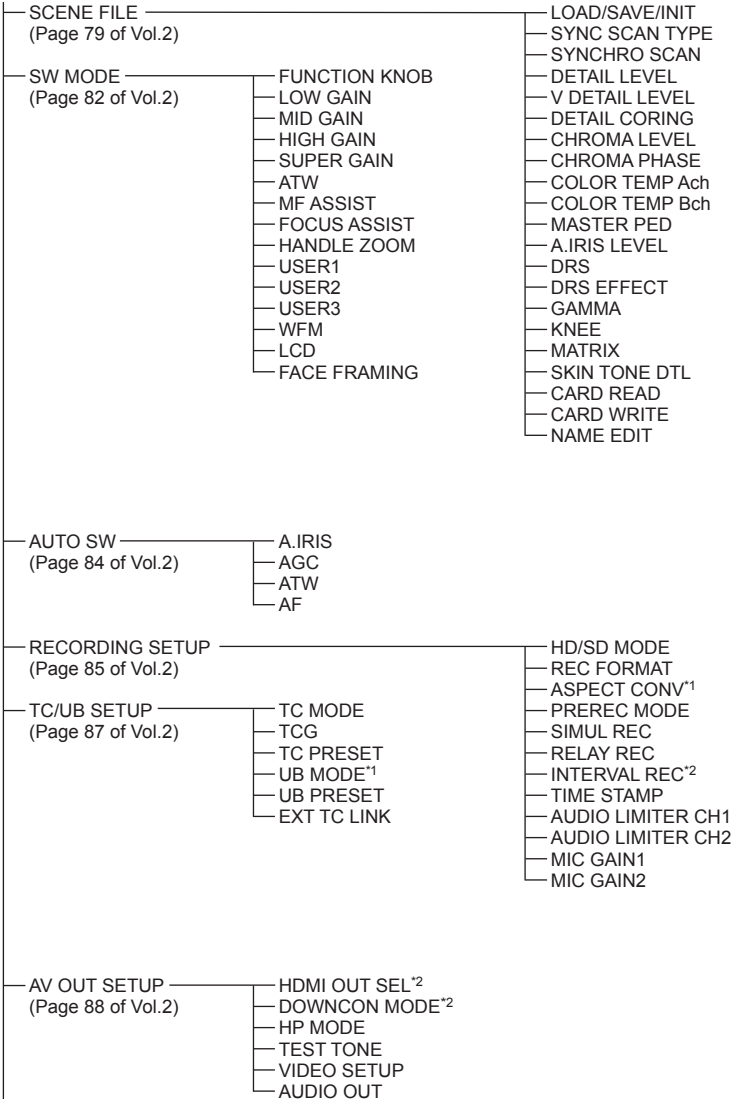 SCENE FILE
(Page 79 of Vol.2)
LOAD/SAVE/INIT
SYNC SCAN TYPE
SYNCHRO SCAN
DETAIL LEVEL
V DETAIL LEVEL
DETAIL CORING
CHROMA LEVEL
CHROMA PHASE
COLOR TEMP Ach
COLOR TEMP Bch
MASTER PED
A.IRIS LEVEL
DRS
DRS EFFECT
GAMMA
KNEE
MATRIX
SKIN TONE DTL
CARD READ
CARD WRITE
NAME EDIT
SW MODE
(Page 82 of Vol.2)
FUNCTION KNOB
LOW GAIN
MID GAIN
HIGH GAIN
SUPER GAIN
ATW
MF ASSIST
FOCUS ASSIST
HANDLE ZOOM
USER1
USER2
USER3
WFM
LCD
FACE FRAMING
AUTO SW
(Page 84 of Vol.2)
A.IRIS
AGC
ATW
AF
RECORDING SETUP
(Page 85 of Vol.2)
HD/SD MODE
REC FORMAT
ASPECT CONV*1
PREREC MODE
SIMUL REC
RELAY REC
INTERVAL REC*2
TIME STAMP
AUDIO LIMITER CH1
AUDIO LIMITER CH2
MIC GAIN1
MIC GAIN2
TC/UB SETUP
(Page 87 of Vol.2)
TC MODE
TCG
TC PRESET
UB MODE*1
UB PRESET
EXT TC LINK
AV OUT SETUP
(Page 88 of Vol.2)
HDMI OUT SEL*2
DOWNCON MODE*2
HP MODE
TEST TONE
VIDEO SETUP
AUDIO OUT